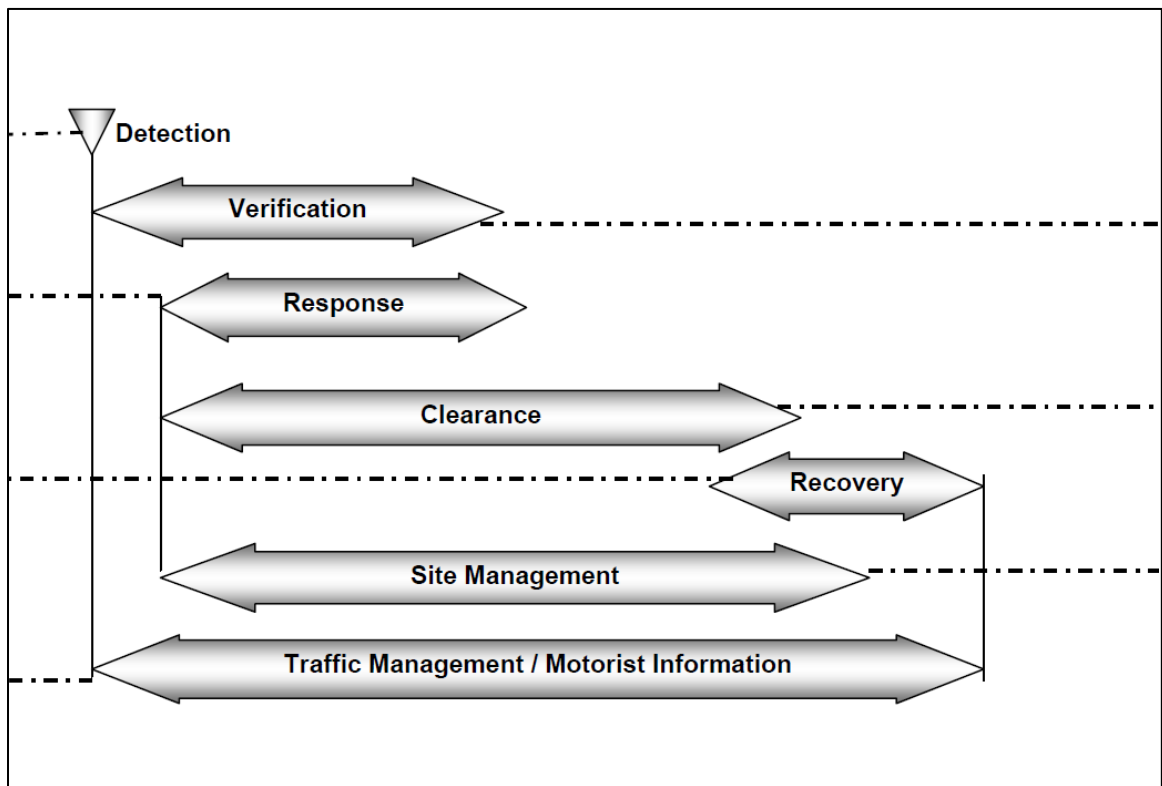 Detection
Verification
Response
Clearance
Recovery
Site Management
Traffic Management / Motorist Information